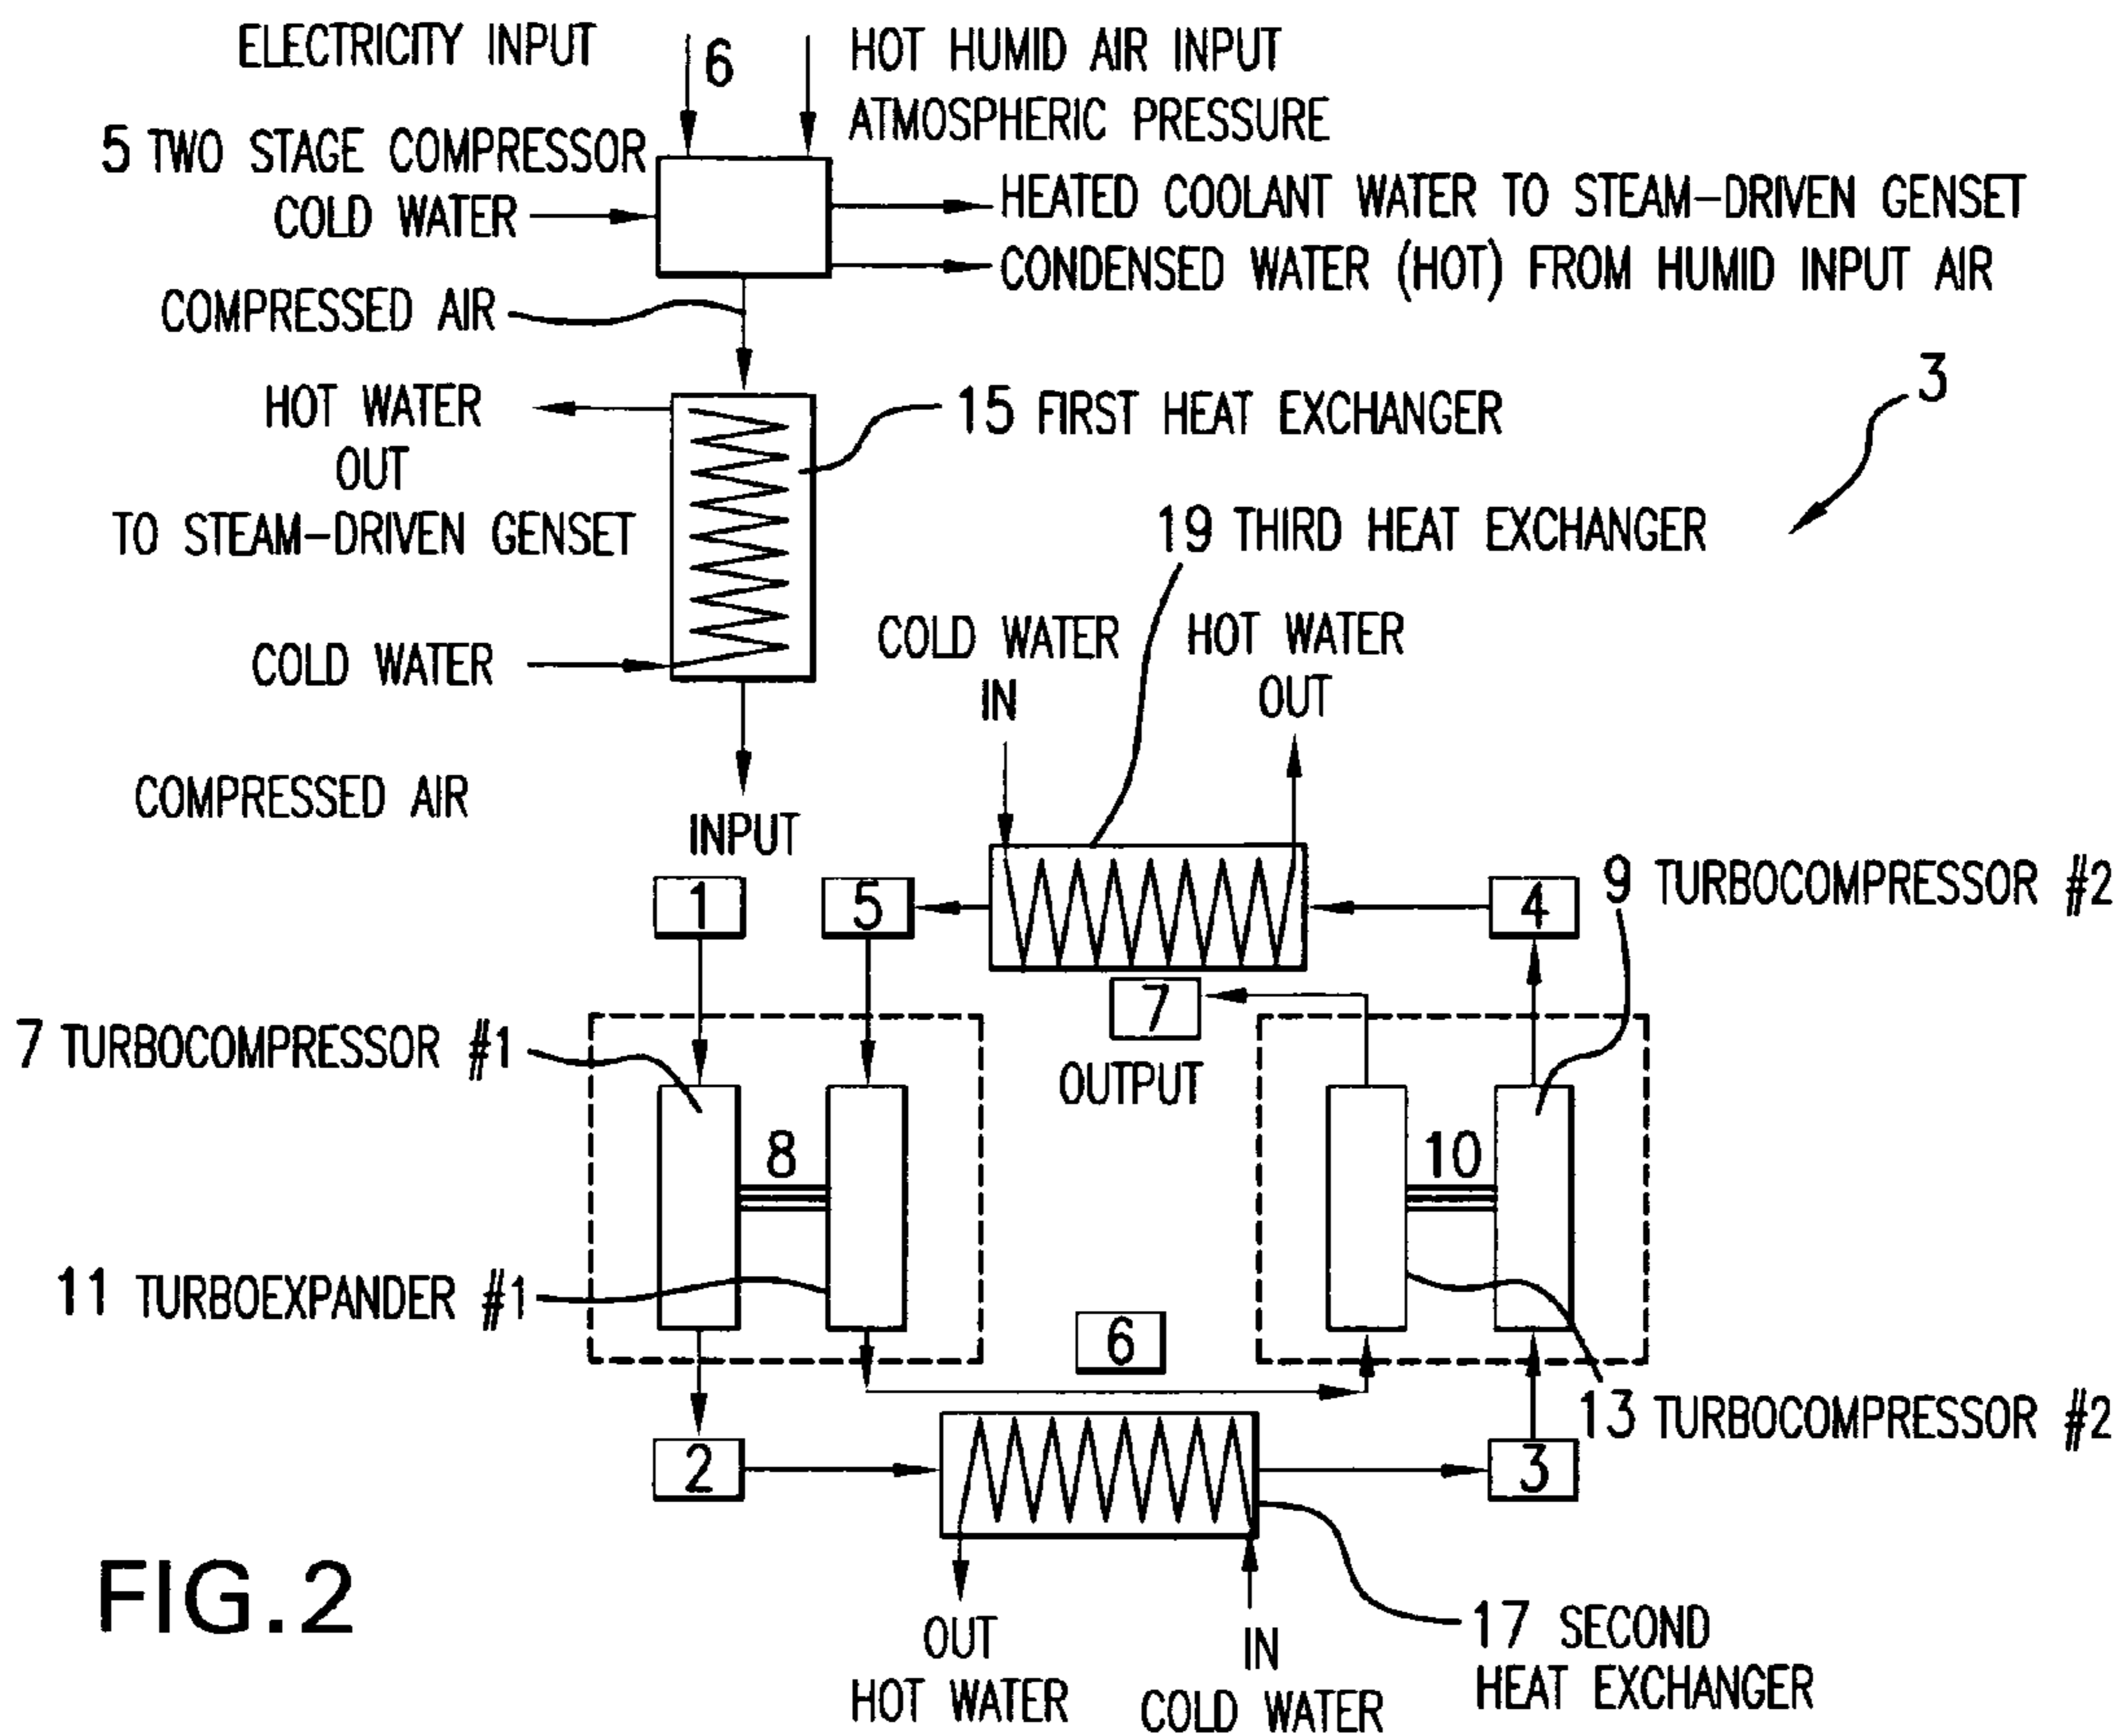 ELECTRICITY INPUT
6
HOT HUMID AIR INPUT
ATMOSPHERIC PRESSURE
5 TWO STAGE COMPRESSOR
COLD WATER
HEATED COOLANT WATER TO STEAM-DRIVEN GENSET
CONDENSED WATER (HOT) FROM HUMID INPUT AIR
COMPRESSED AIR
3
HOT WATER
OUT
TO STEAM-DRIVEN GENSET
15 FIRST HEAT EXCHANGER
19 THIRD HEAT EXCHANGER
COLD WATER
COLD WATER
IN
HOT WATER
OUT
COMPRESSED AIR
INPUT
1
5
4
9 TURBOCOMPRESSOR #2
7
OUTPUT
7 TURBOCOMPRESSOR #1
8
10
11 TURBOEXPANDER #1
6
13 TURBOCOMPRESSOR #2
2
3
OUT
HOT WATER
IN
COLD WATER
17 SECOND
HEAT EXCHANGER
FIG.2